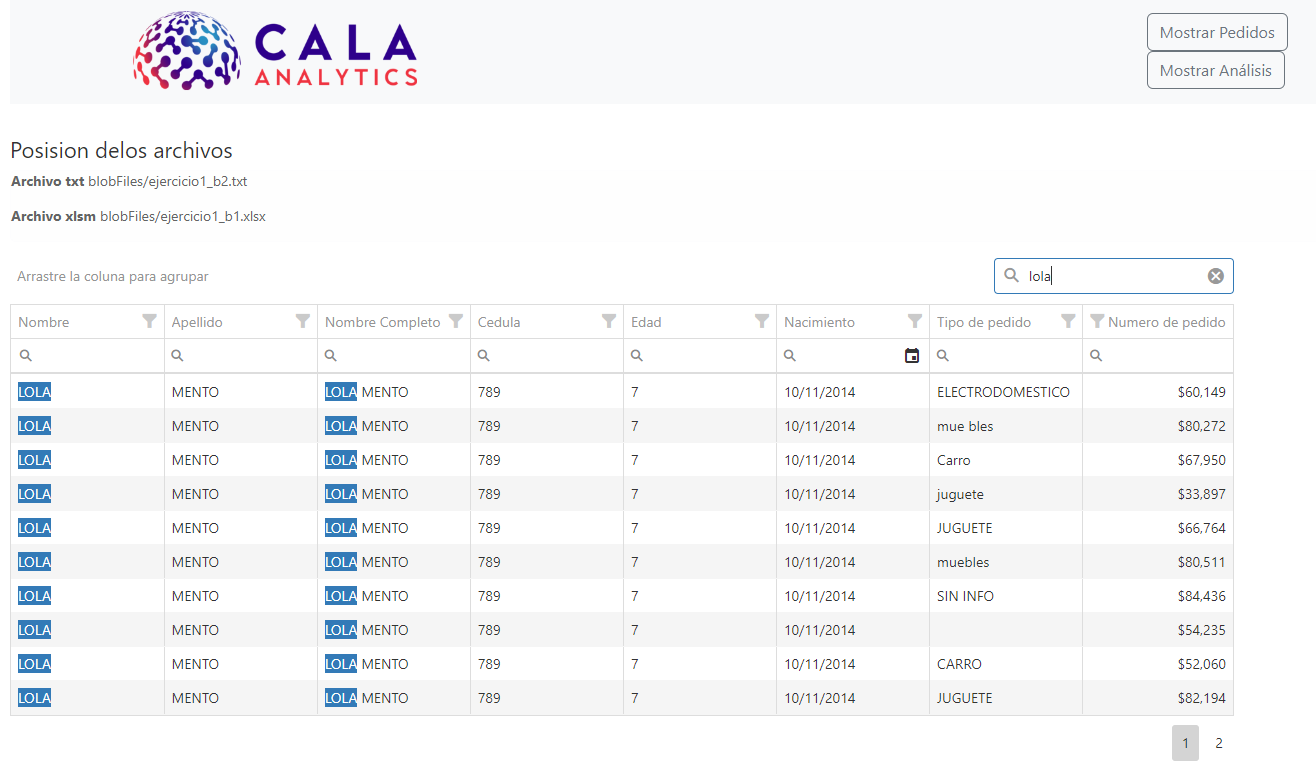 CALA
ANALYTICS
Mostrar Pedidos
Mostrar Análisis
Posision delos archivos
Archivo txt blobFiles/ejercicio1_b2.txt
Archivo xlsm blobFiles/ejercicio1_b1.xlsx
Arrastre la coluna para agrupar
lola
Nombre Apellido Nombre Completo Cedula Edad Nacimiento Tipo de pedido Numero de pedido
LOLA MENTO LOLA MENTO 789 7 10/11/2014 ELECTRODOMESTICO $60,149
LOLA MENTO LOLA MENTO 789 7 10/11/2014 mue bles $80,272
LOLA MENTO LOLA MENTO 789 7 10/11/2014 Carro $67,950
LOLA MENTO LOLA MENTO 789 7 10/11/2014 juguete $33,897
LOLA MENTO LOLA MENTO 789 7 10/11/2014 JUGUETE $66,764
LOLA MENTO LOLA MENTO 789 7 10/11/2014 muebles $80,511
LOLA MENTO LOLA MENTO 789 7 10/11/2014 SIN INFO $84,436
LOLA MENTO LOLA MENTO 789 7 10/11/2014 $54,235
LOLA MENTO LOLA MENTO 789 7 10/11/2014 CARRO $52,060
LOLA MENTO LOLA MENTO 789 7 10/11/2014 JUGUETE $82,194
1 2